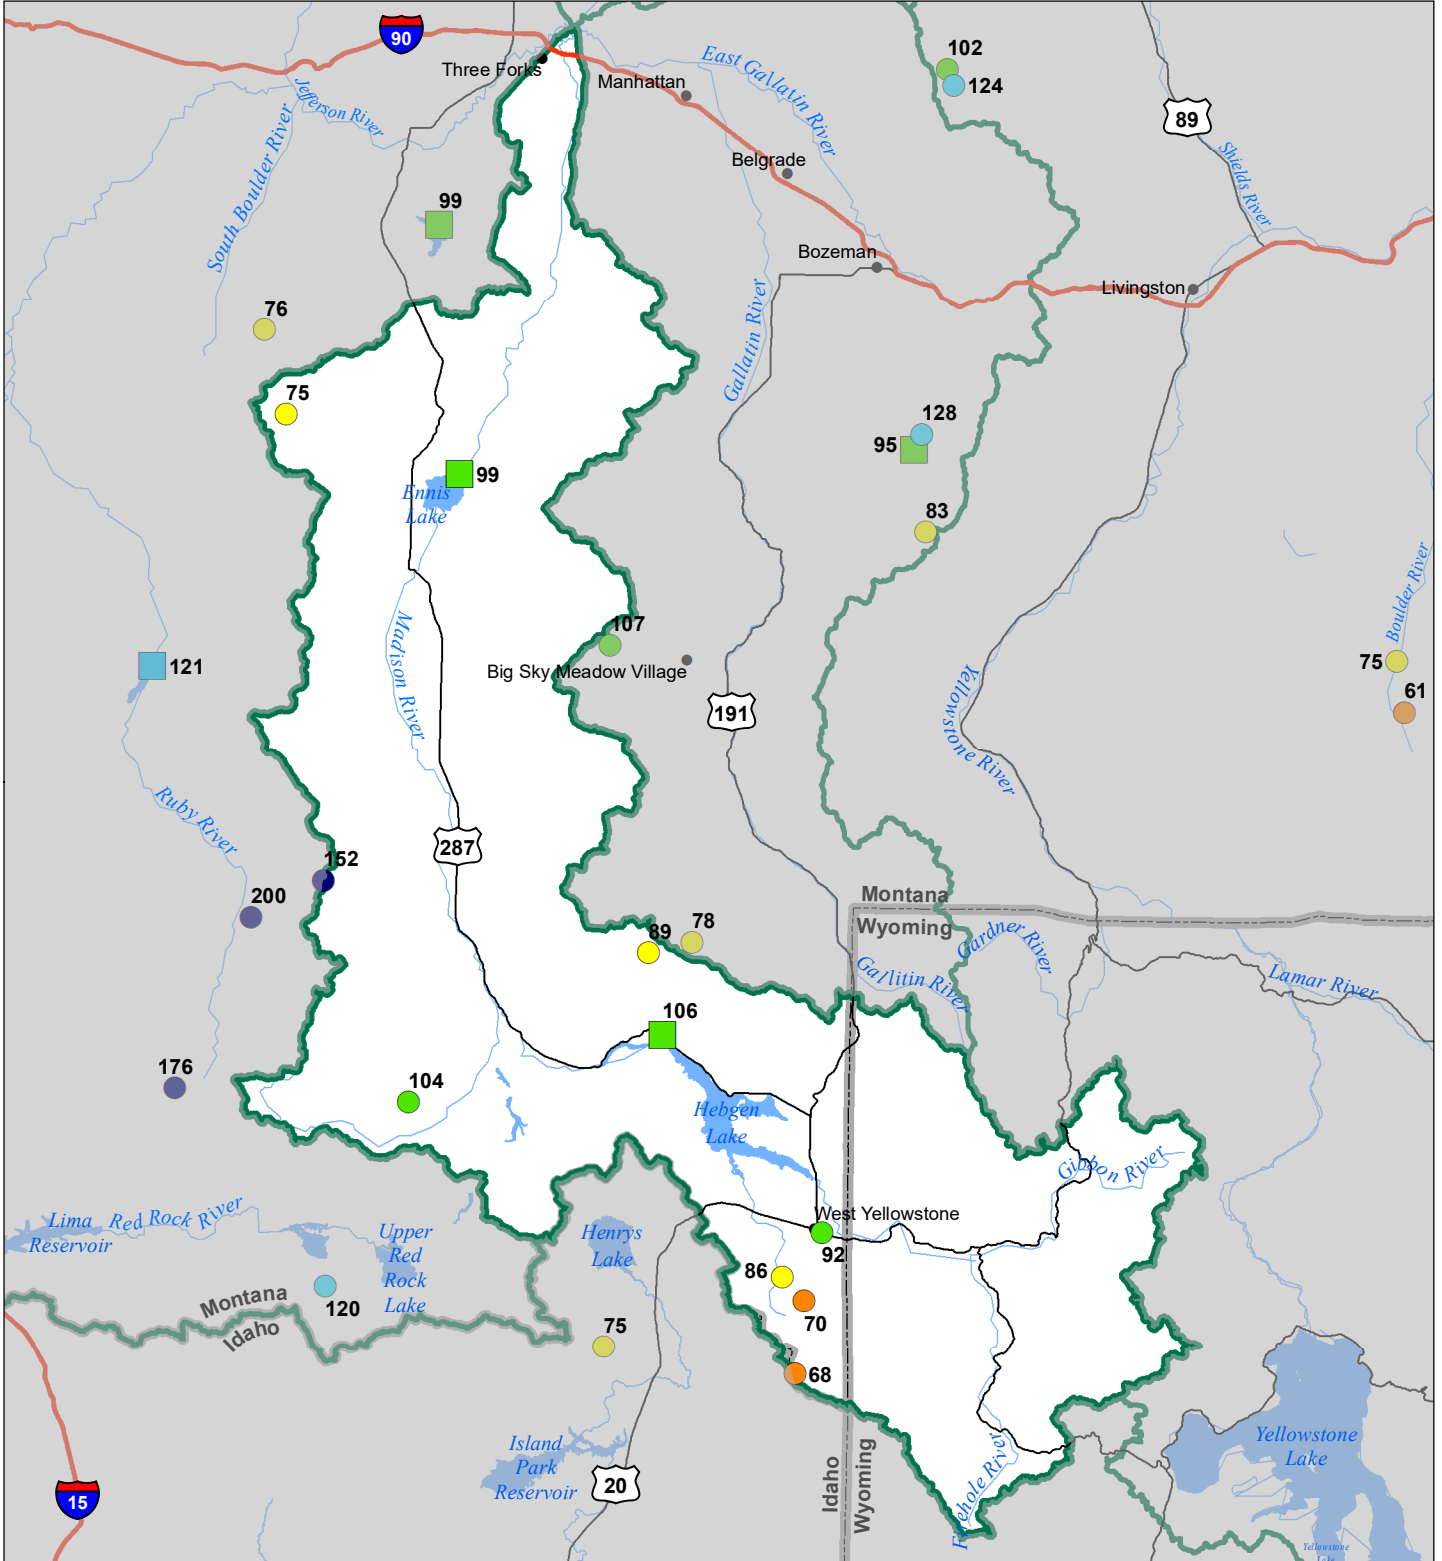 90
Three Forks
Manhattan
East Gallatin River
102
124
89
Jefferson River
South Boulder River
Belgrade
Shields River
99
Bozeman
Livingston
76
Gallatin River
75
128
95
99
Ennis
Lake
83
Boulder River
107
Madison River
Big Sky Meadow Village
121
75
61
191
Yellowstone River
Ruby River
287
152
200
Montana
Wyoming
89
78
Gardner River
Gallitin River
Lamar River
106
176
104
Hebgen
Lake
Gibbon River
Lima
Reservoir
Red Rock River
Upper
Red
Rock
Lake
Henrys
Lake
West Yellowstone
92
86
70
120
Montana
Idaho
75
68
Island
Park
Reservoir
20
15
Idaho
Wyoming
Firehole River
Yellowstone
Lake
Yellowstone
Lake